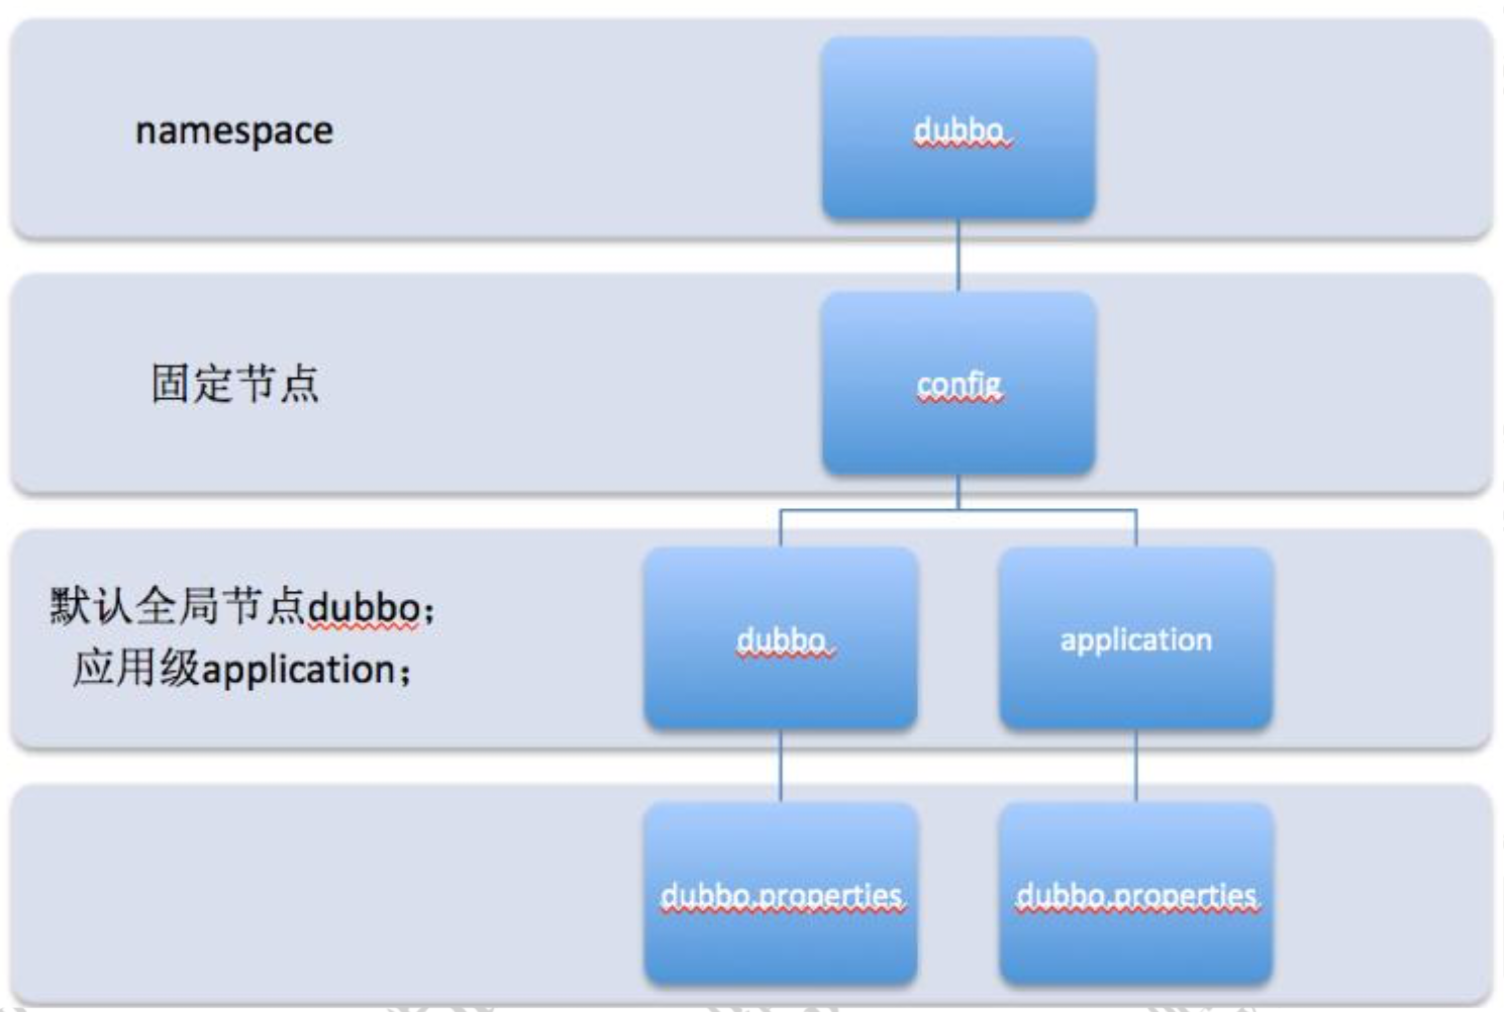 namespace
dubbo
固定节点
config
默认全局节点dubbo;
应用级application;
dubbo
application
dubbo.properties
dubbo.properties